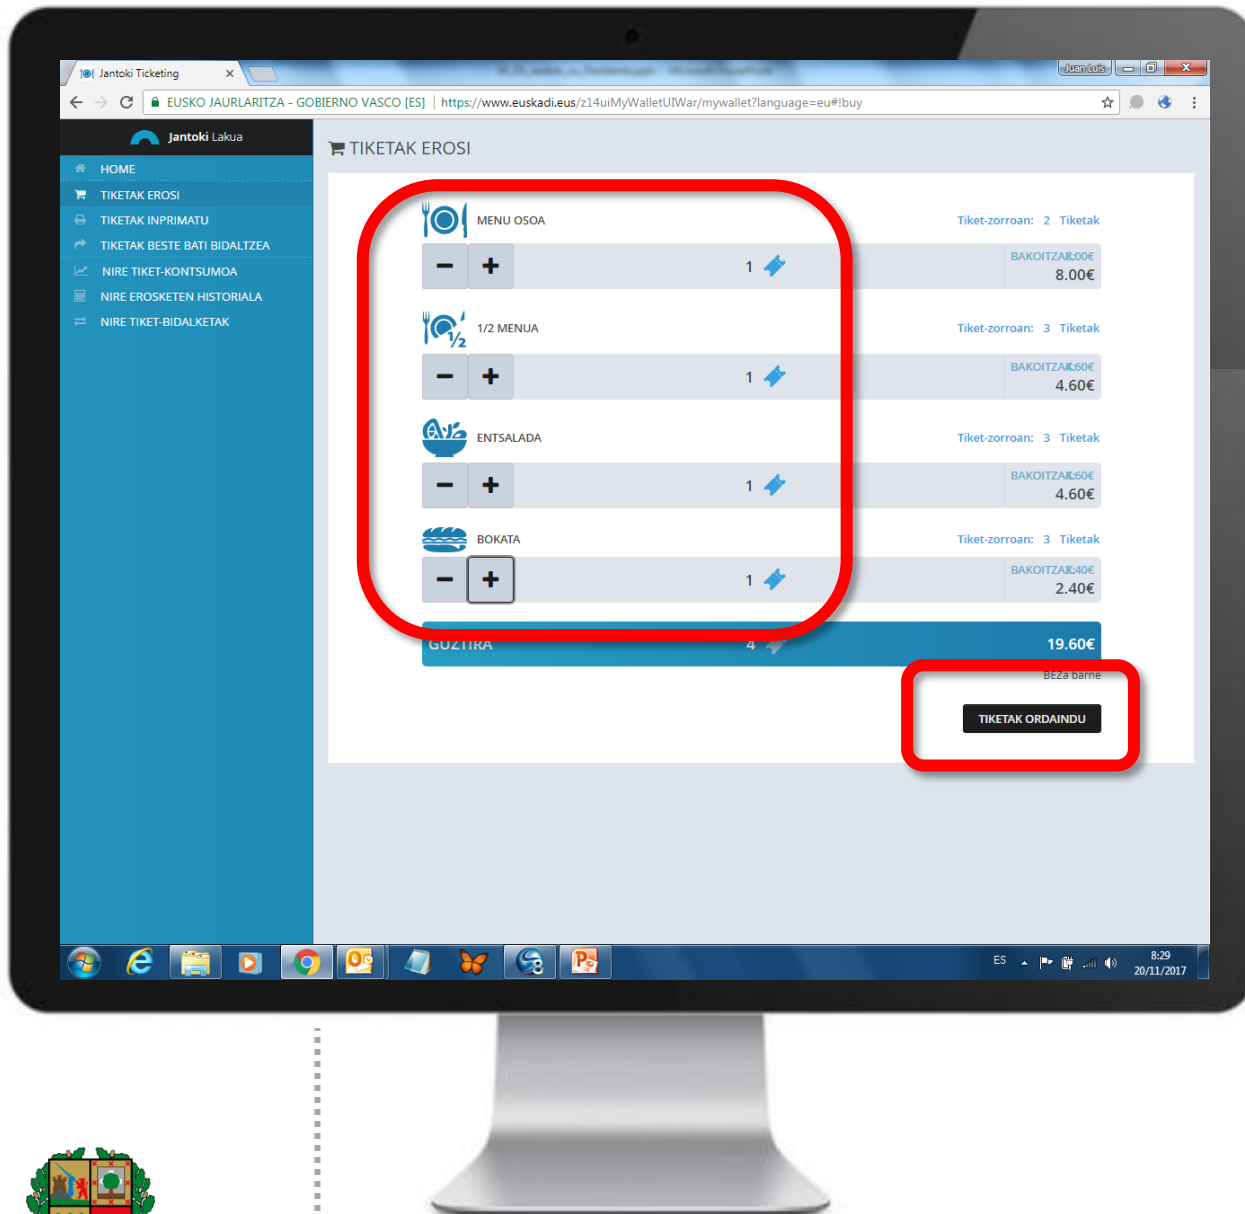 Jantoki Ticketing
Juan Luis
EUSKO JAURLARITZA - GOBIERNO VASCO [ES] | https://www.euskadi.eus/z14uiMyWalletUIWar/mywallet?language=eu#!buy
Jantoki Lakua
HOME
TIKETAK EROSI
TIKETAK INPRIMATU
TIKETAK BESTE BATI BIDALTZEA
NIRE TIKET-KONTSUMOA
NIRE EROSKETEN HISTORIALA
NIRE TIKET-BIDALKETAK
TIKETAK EROSI
MENU OSOA
Tiket-zorroan: 2 Tiketak
− + 1
8.00€
1/2
1/2 MENUA
Tiket-zorroan: 3 Tiketak
− + 1
4.60€
ENTSALADA
Tiket-zorroan: 3 Tiketak
− + 1
4.60€
BOKATA
Tiket-zorroan: 3 Tiketak
− + 1
2.40€
GUZTIRA 4 19.60€
BEZa barne
TIKETAK ORDAINDU
ES
8:29
20/11/2017